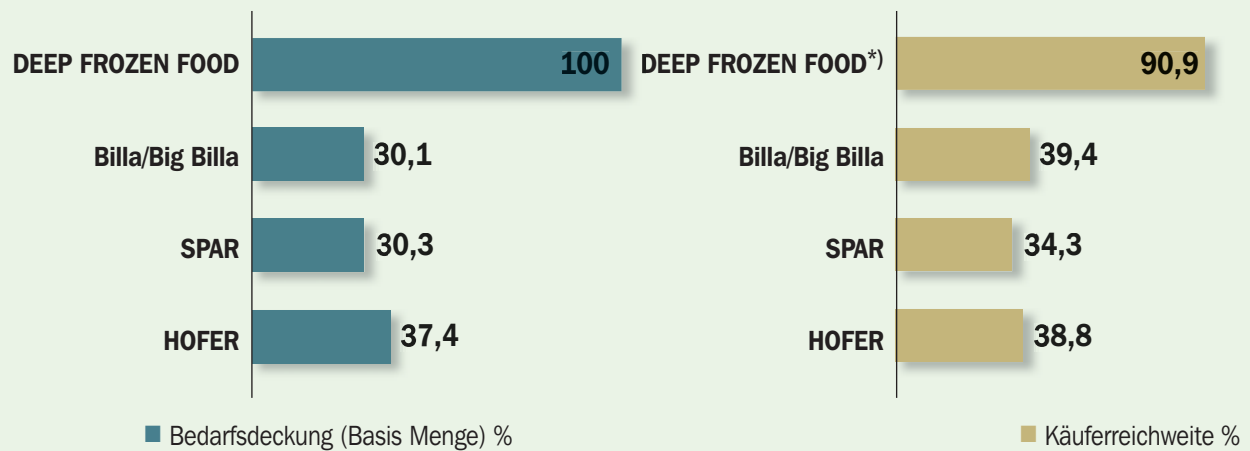 DEEP FROZEN FOOD 100
Billa/Big Billa 30,1
SPAR 30,3
HOFER 37,4
Bedarfsdeckung (Basis Menge) %
DEEP FROZEN FOOD*) 90,9
Billa/Big Billa 39,4
SPAR 34,3
HOFER 38,8
Käuferreichweite %